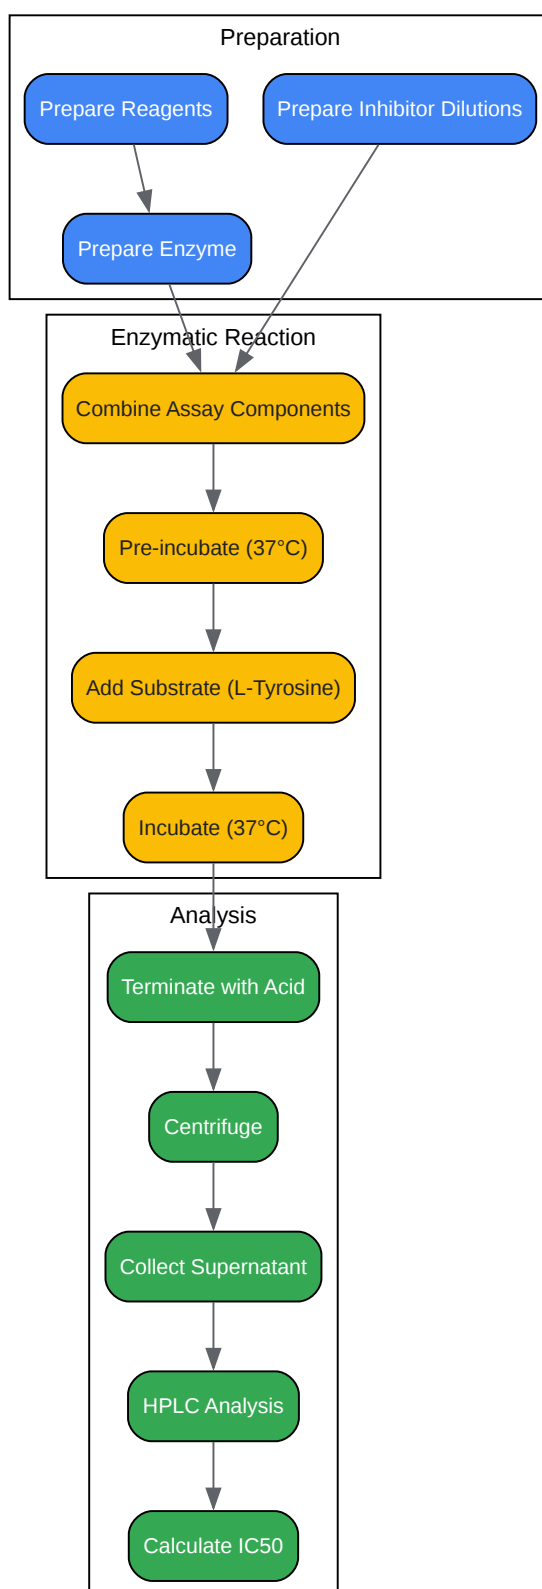 Preparation
Prepare Reagents
Prepare Inhibitor Dilutions
Prepare Enzyme
Enzymatic Reaction
Combine Assay Components
Pre-incubate (37°C)
Add Substrate (L-Tyrosine)
Incubate (37°C)
Analysis
Terminate with Acid
Centrifuge
Collect Supernatant
HPLC Analysis
Calculate IC50